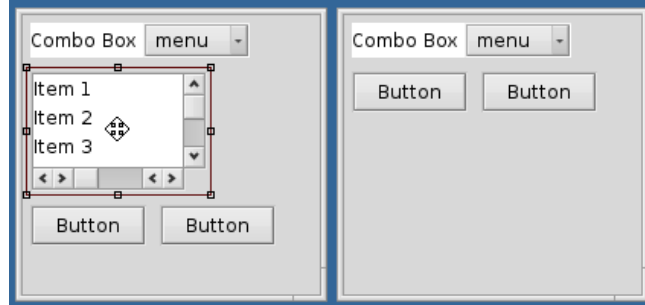 Combo Box menu
Item 1
Item 2
Item 3
Button Button
Combo Box menu
Button Button